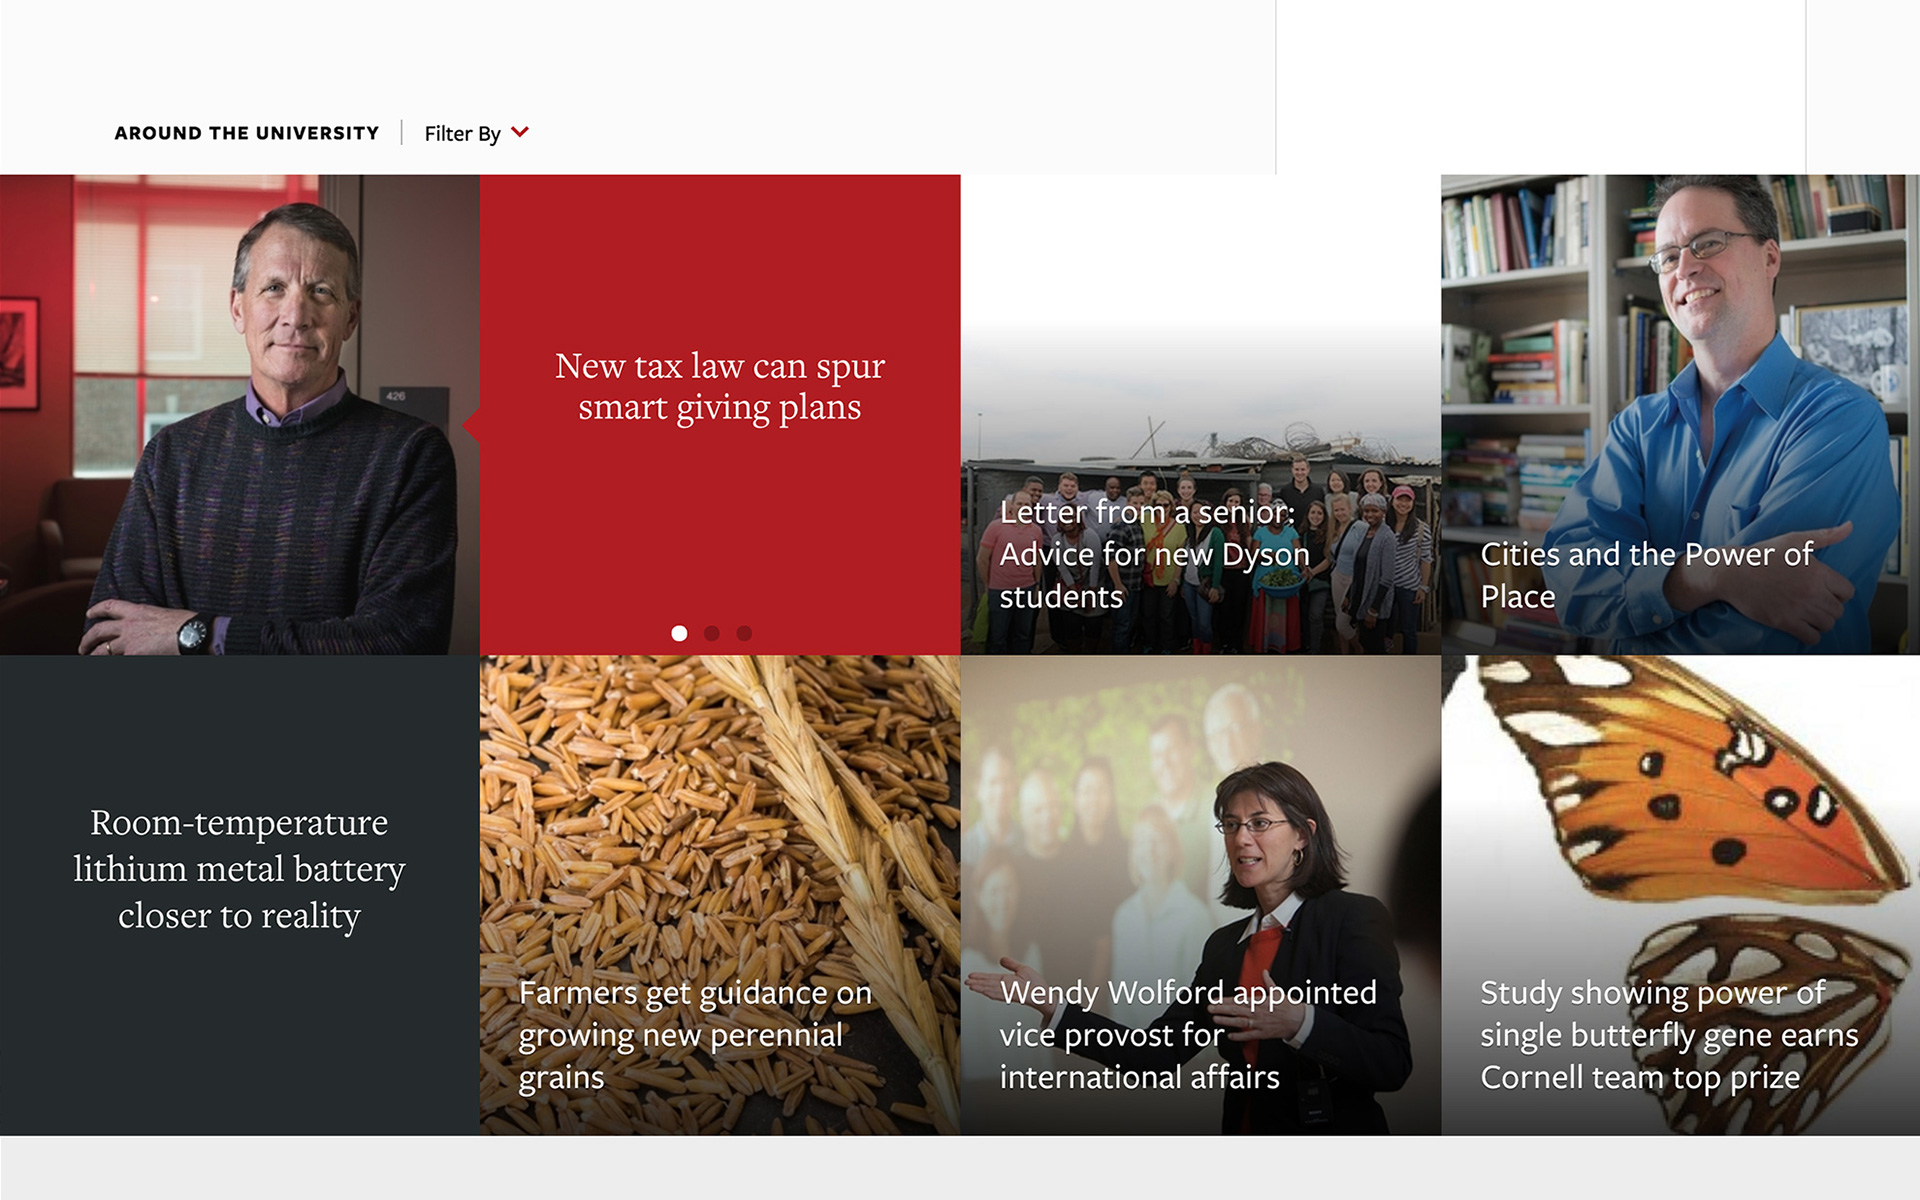 AROUND THE UNIVERSITY
Filter By
426
New tax law can spur
smart giving plans
Letter from a senior:
Advice for new Dyson
students
Cities and the Power of
Place
Room-temperature
lithium metal battery
closer to reality
Farmers get guidance on
growing new perennial
grains
Wendy Wolford appointed
vice provost for
international affairs
Study showing power of
single butterfly gene earns
Cornell team top prize